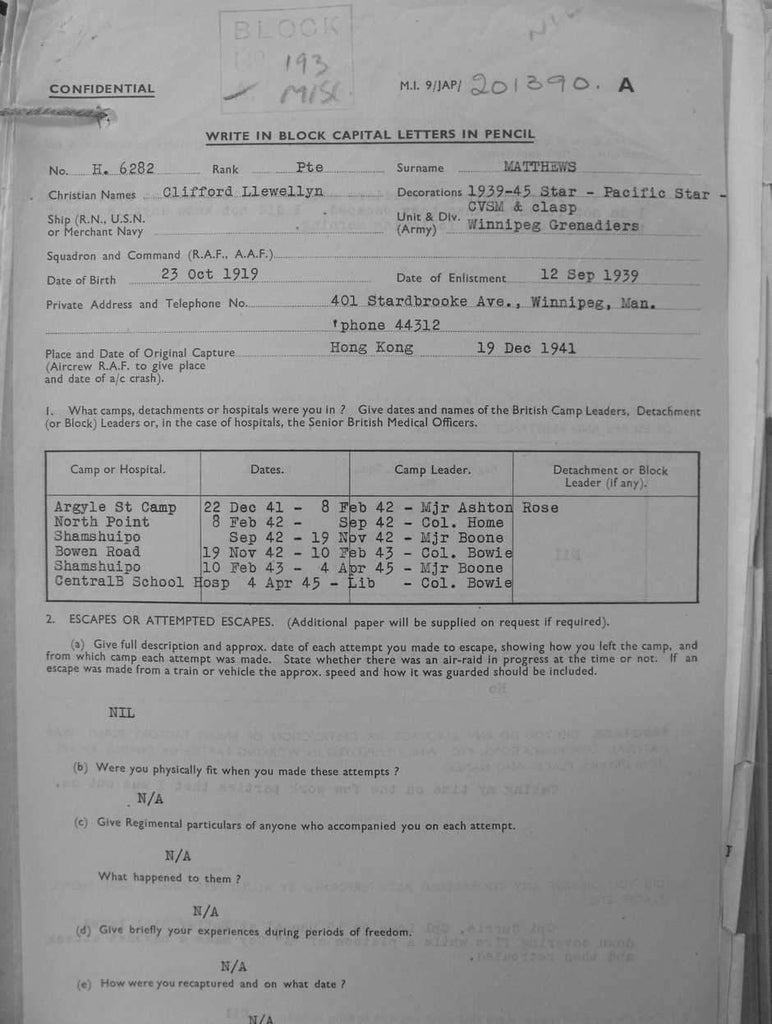 BLOCK
NO 193
MISC
NIL
CONFIDENTIAL
M.I. 9/JAP/ 201390. A
WRITE IN BLOCK CAPITAL LETTERS IN PENCIL
No. H. 6282 Rank Pte Surname MATTHEWS
Christian Names Clifford Llewellyn Decorations 1939-45 Star - Pacific Star -
CVSM & clasp
Ship (R.N., U.S.N. or Merchant Navy
Unit & Div. (Army) Winnipeg Grenadiers
Squadron and Command (R.A.F., A.A.F.)
Date of Birth 23 Oct 1919 Date of Enlistment 12 Sep 1939
Private Address and Telephone No. 401 Stardbrooke Ave., Winnipeg, Man.
'phone 44312
Place and Date of Original Capture Hong Kong 19 Dec 1941
(Aircrew R.A.F. to give place
and date of a/c crash).
1. What camps, detachments or hospitals were you in ? Give dates and names of the British Camp Leaders, Detachment
(or Block) Leaders or, in the case of hospitals, the Senior British Medical Officers.
Camp or Hospital. Dates. Camp Leader. Detachment or Block
Leader (if any).
Argyle St Camp 22 Dec 41 - 8 Feb 42 - Mjr Ashton Rose
North Point 8 Feb 42 - Sep 42 - Col. Home
Shamshuipo Sep 42 - 19 Nov 42 - Mjr Boone
Bowen Road 19 Nov 42 - 10 Feb 43 - Col. Bowie
Shamshuipo 10 Feb 43 - 4 Apr 45 - Mjr Boone
CentralB School Hosp 4 Apr 45 - Lib - Col. Bowie
2. ESCAPES OR ATTEMPTED ESCAPES. (Additional paper will be supplied on request if required).
(a) Give full description and approx. date of each attempt you made to escape, showing how you left the camp, and
from which camp each attempt was made. State whether there was an air-raid in progress at the time or not. If an
escape was made from a train or vehicle the approx. speed and how it was guarded should be included.
NIL
(b) Were you physically fit when you made these attempts ?
N/A
(c) Give Regimental particulars of anyone who accompanied you on each attempt.
N/A
What happened to them ?
N/A
(d) Give briefly your experiences during periods of freedom.
N/A
(e) How were you recaptured and on what date ?
N/A